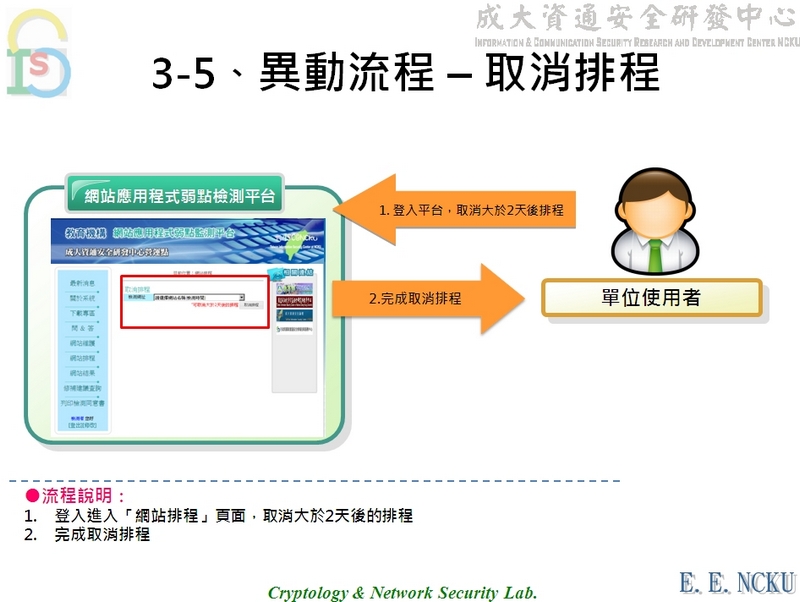 成大資通安全研發中心
INFORMATION & COMMUNICATION SECURITY RESEARCH AND DEVELOPMENT CENTER NCKU
3-5、異動流程 – 取消排程
網站應用程式弱點檢測平台
教育機構 網站應用程式弱點監測平台
成大資通安全研發中心營運點
最新消息
關於系統
下載專區
問 & 答
網站維護
網站排程
網站結果
修補建議查詢
列印檢測同意書
取消排程
相關連結
1. 登入平台，取消大於2天後排程
2.完成取消排程
單位使用者
●流程說明：
1. 登入進入「網站排程」頁面，取消大於2天後的排程
2. 完成取消排程
Cryptology & Network Security Lab.
E. E. NCKU